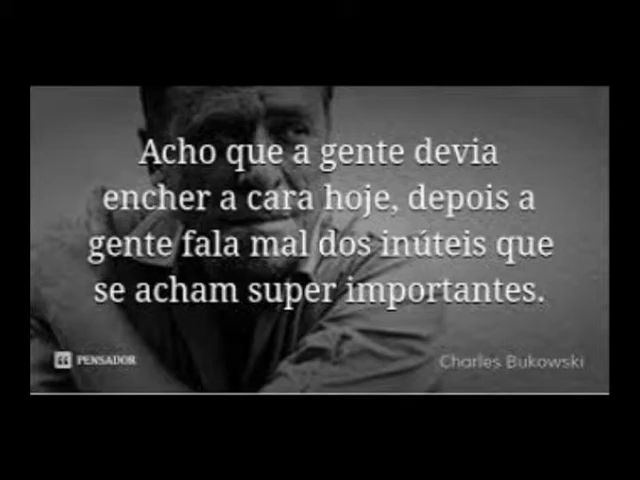 Acho que a gente devia
encher a cara hoje, depois a
gente fala mal dos inúteis que
se acham super importantes.
PENSADOR
Charles Bukowski